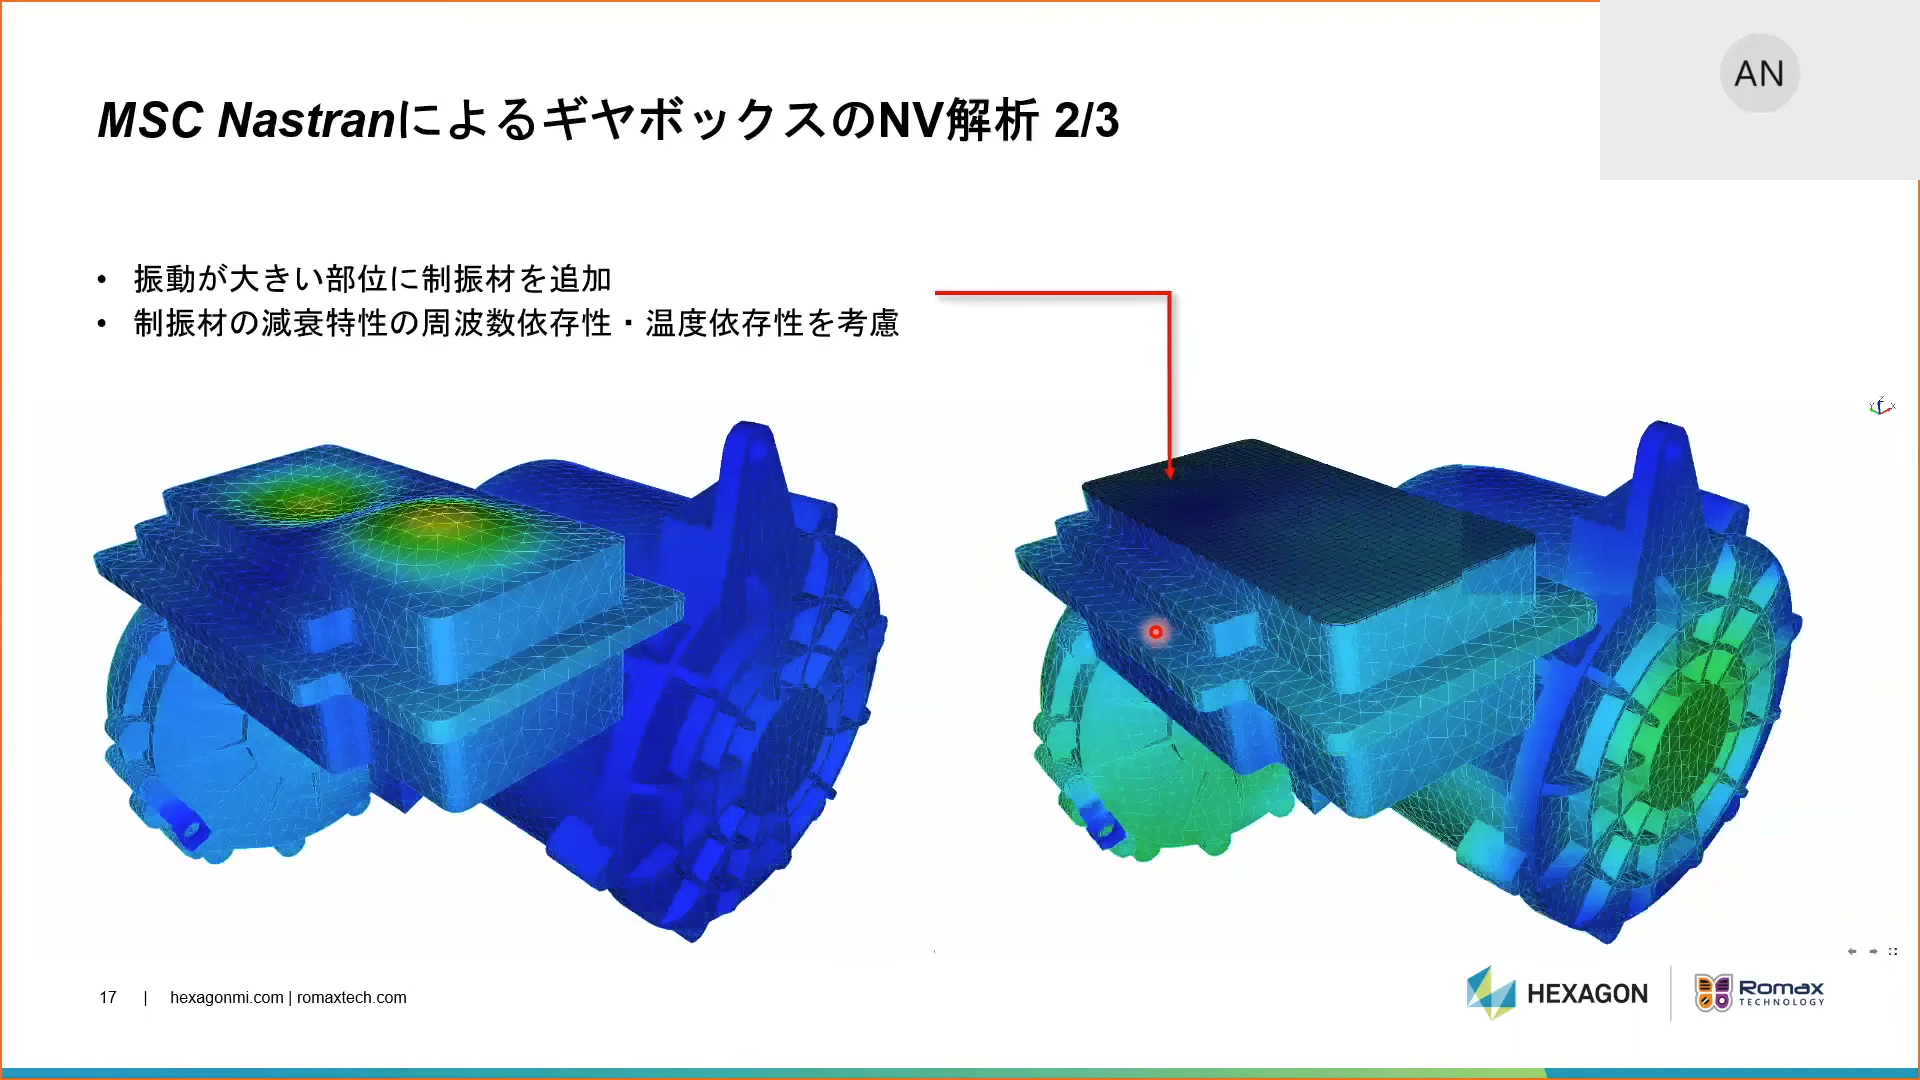 AN
MSC NastranによるギヤボックスのNV解析 2/3
• 振動が大きい部位に制振材を追加
• 制振材の減衰特性の周波数依存性・温度依存性を考慮
17 | hexagonmi.com | romaxtech.com
HEXAGON
Romax
TECHNOLOGY